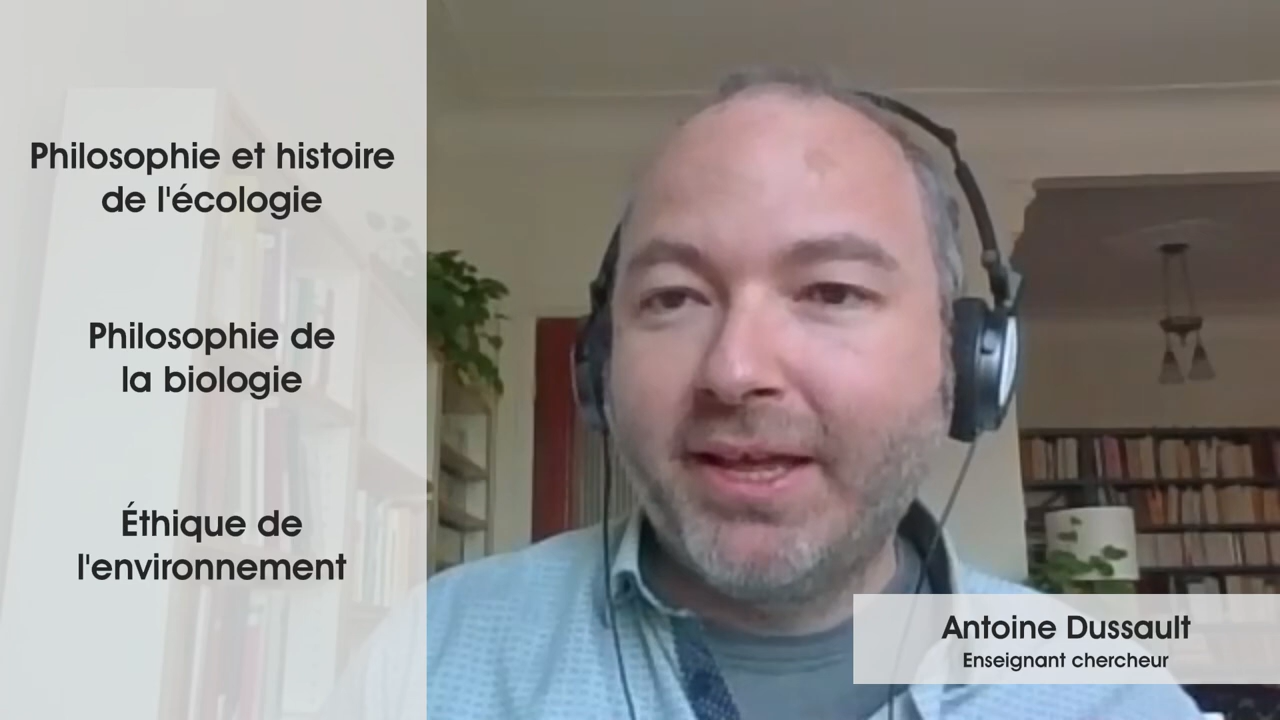 Philosophie et histoire
de l'écologie
Philosophie de
la biologie
Éthique de
l'environnement
Antoine Dussault
Enseignant chercheur